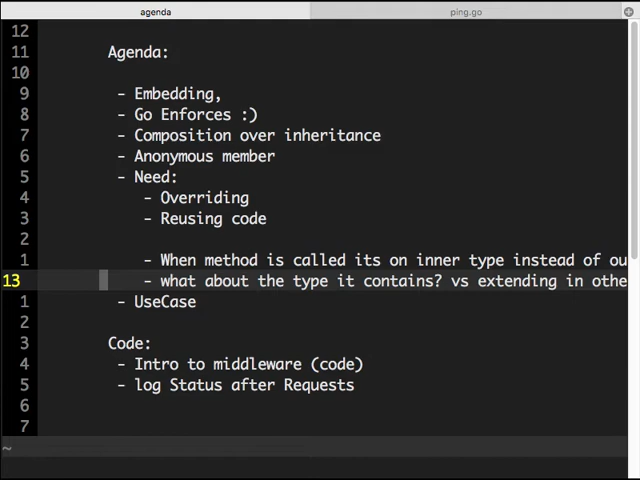 agenda ping.go
12
11 Agenda:
10
9 - Embedding,
8 - Go Enforces :)
7 - Composition over inheritance
6 - Anonymous member
5 - Need:
4 - Overriding
3 - Reusing code
2
1 - When method is called its on inner type instead of ou
13 - what about the type it contains? vs extending in othe
1 - UseCase
2
3 Code:
4 - Intro to middleware (code)
5 - log Status after Requests
6
7
~